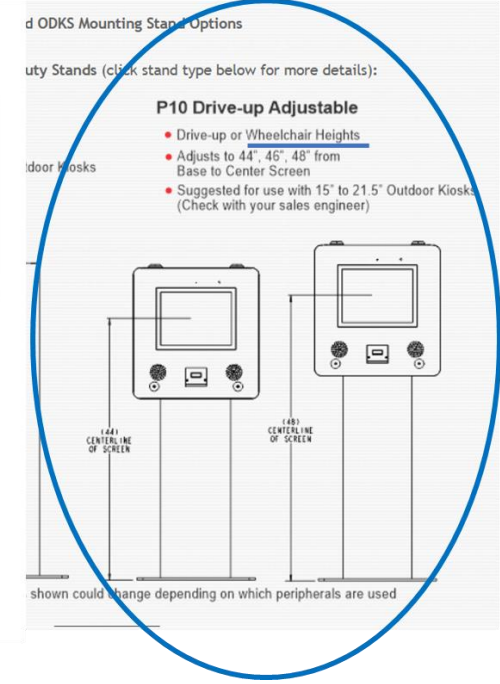 d ODKS Mounting Stand Options
uty Stands (click stand type below for more details):
P10 Drive-up Adjustable
• Drive-up or Wheelchair Heights
• Adjusts to 44", 46", 48" from
Base to Center Screen
tdoor Kiosks
• Suggested for use with 15" to 21.5" Outdoor Kiosks
(Check with your sales engineer)
(44)
CENTERLINE
OF SCREEN
(48)
CENTERLINE
OF SCREEN
shown could change depending on which peripherals are used